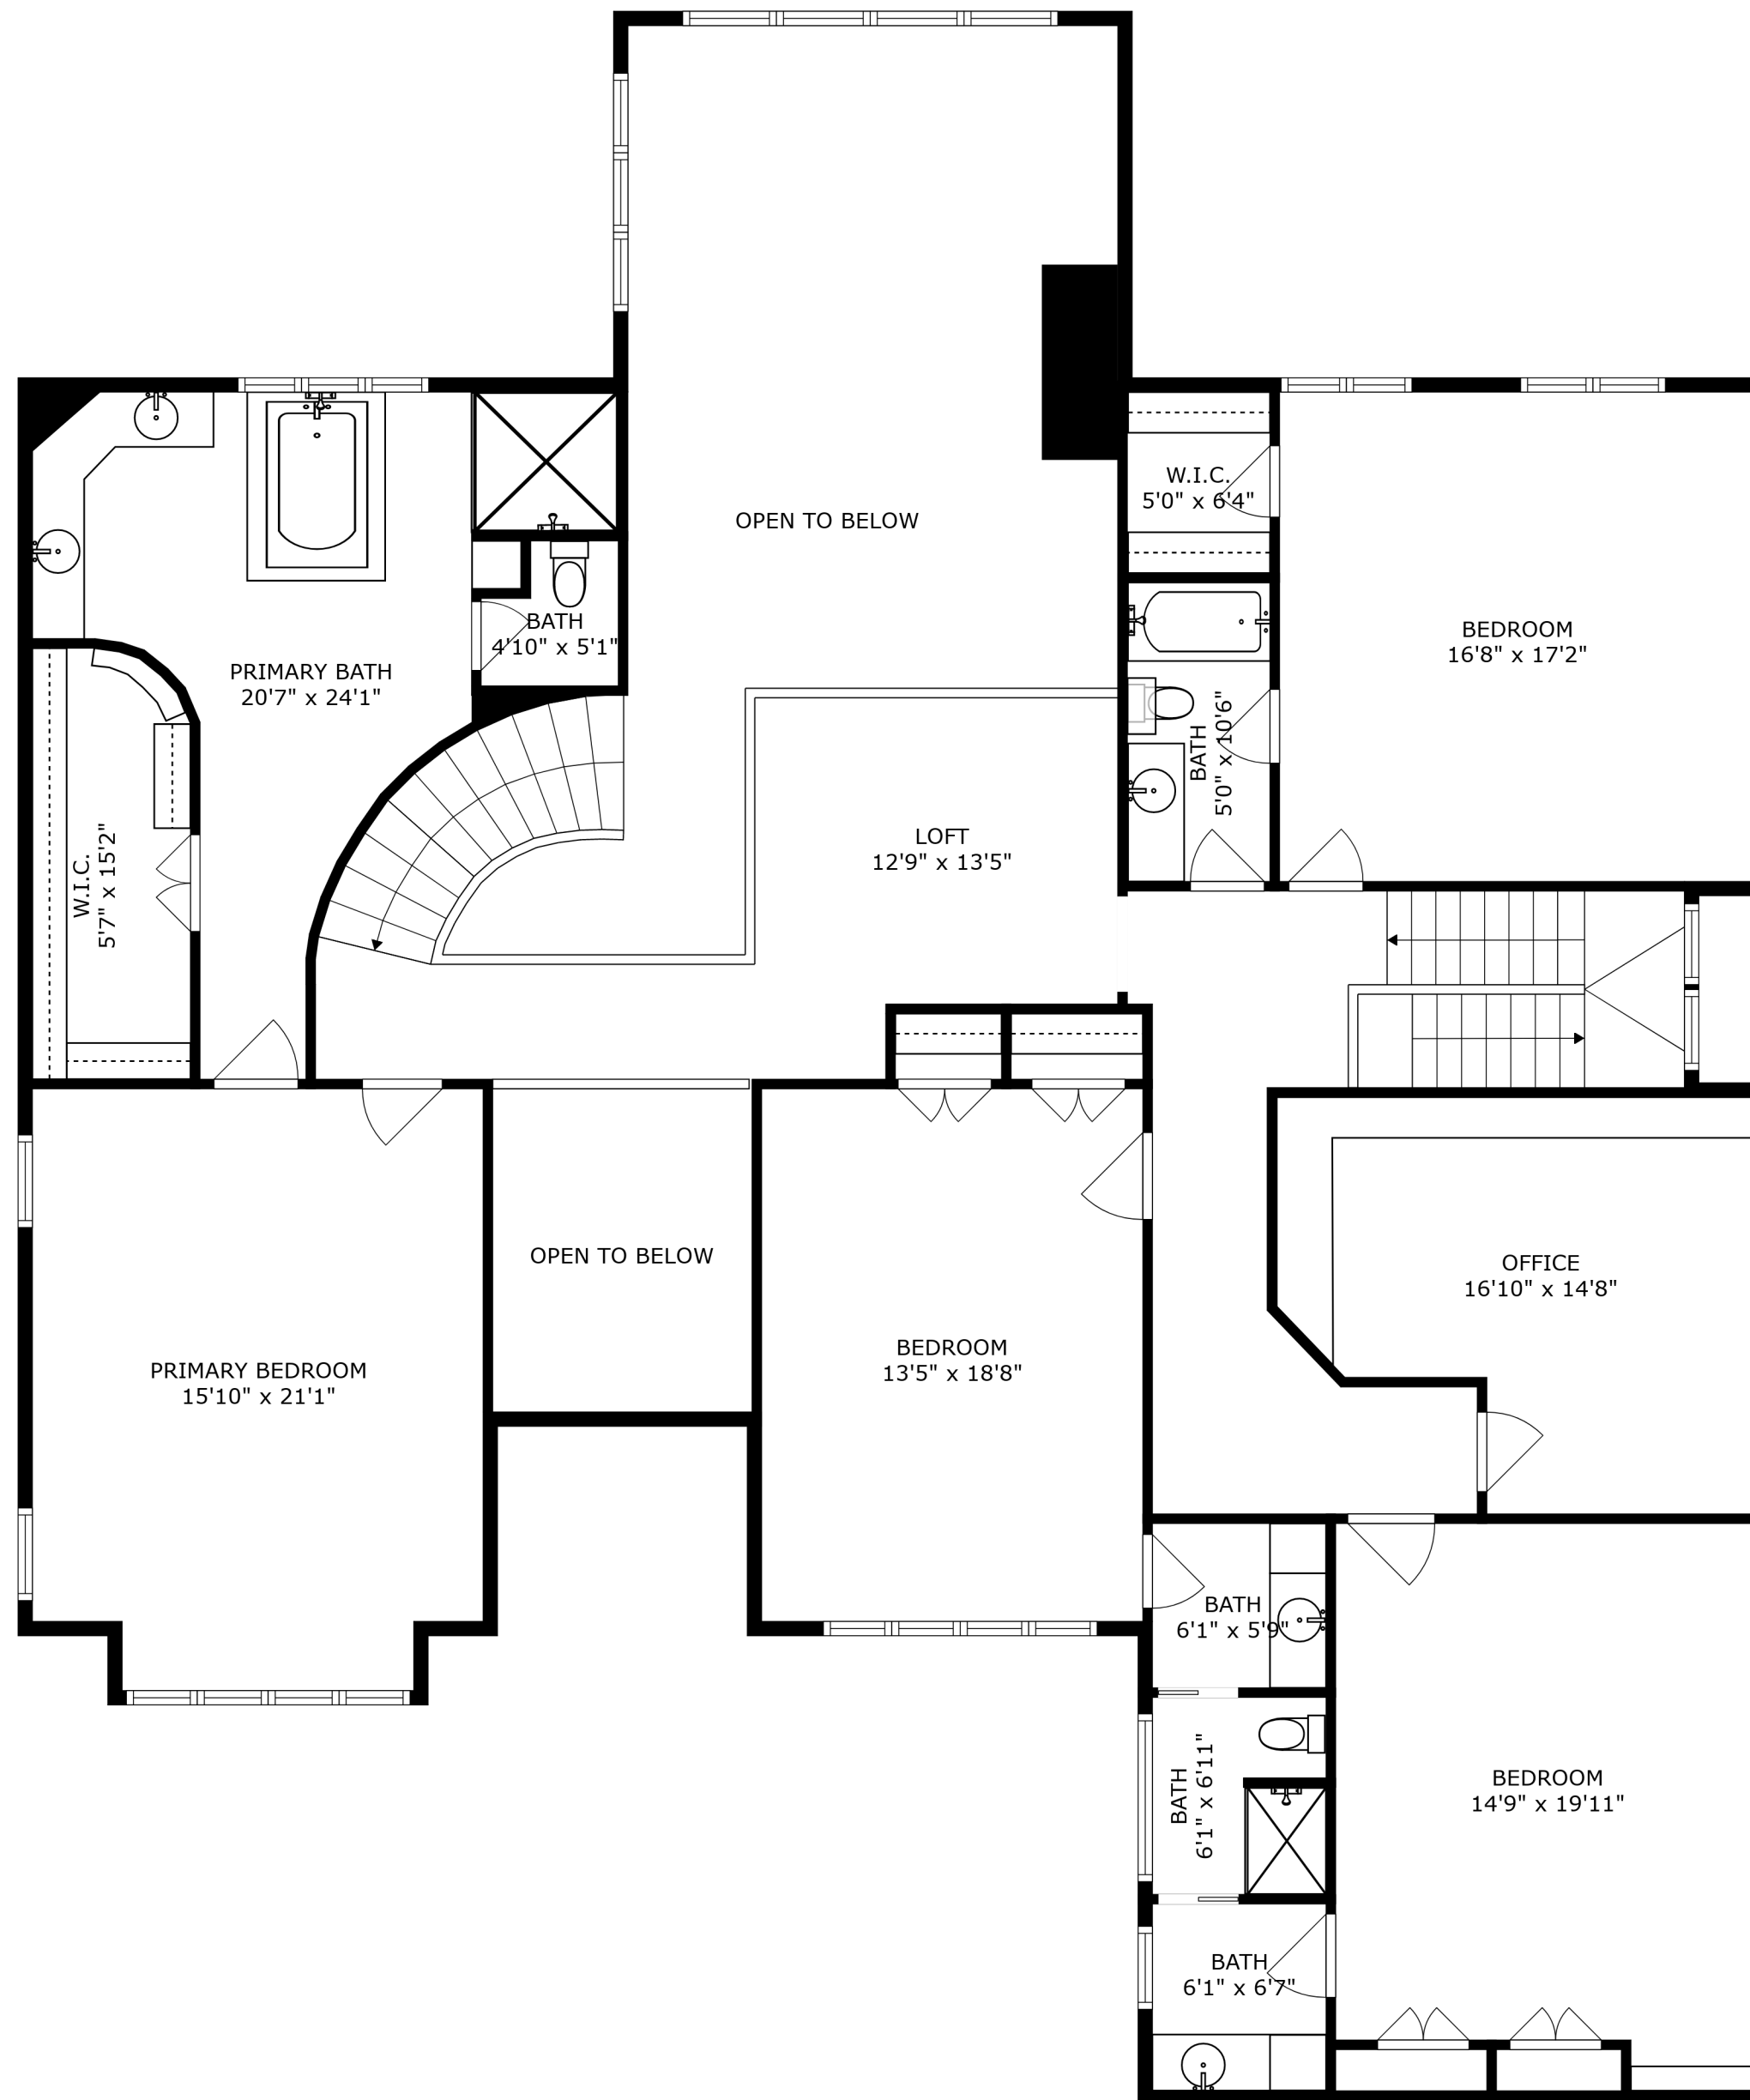 W.I.C.
5'0" x 6'4"
OPEN TO BELOW
BATH
4'10" x 5'1"
BEDROOM
16'8" x 17'2"
PRIMARY BATH
20'7" x 24'1"
BATH
5'0" x 10'6"
LOFT
12'9" x 13'5"
W.I.C.
5'7" x 15'2"
OPEN TO BELOW
OFFICE
16'10" x 14'8"
BEDROOM
13'5" x 18'8"
PRIMARY BEDROOM
15'10" x 21'1"
BATH
6'1" x 5'9"
BATH
6'1" x 6'11"
BEDROOM
14'9" x 19'11"
BATH
6'1" x 6'7"